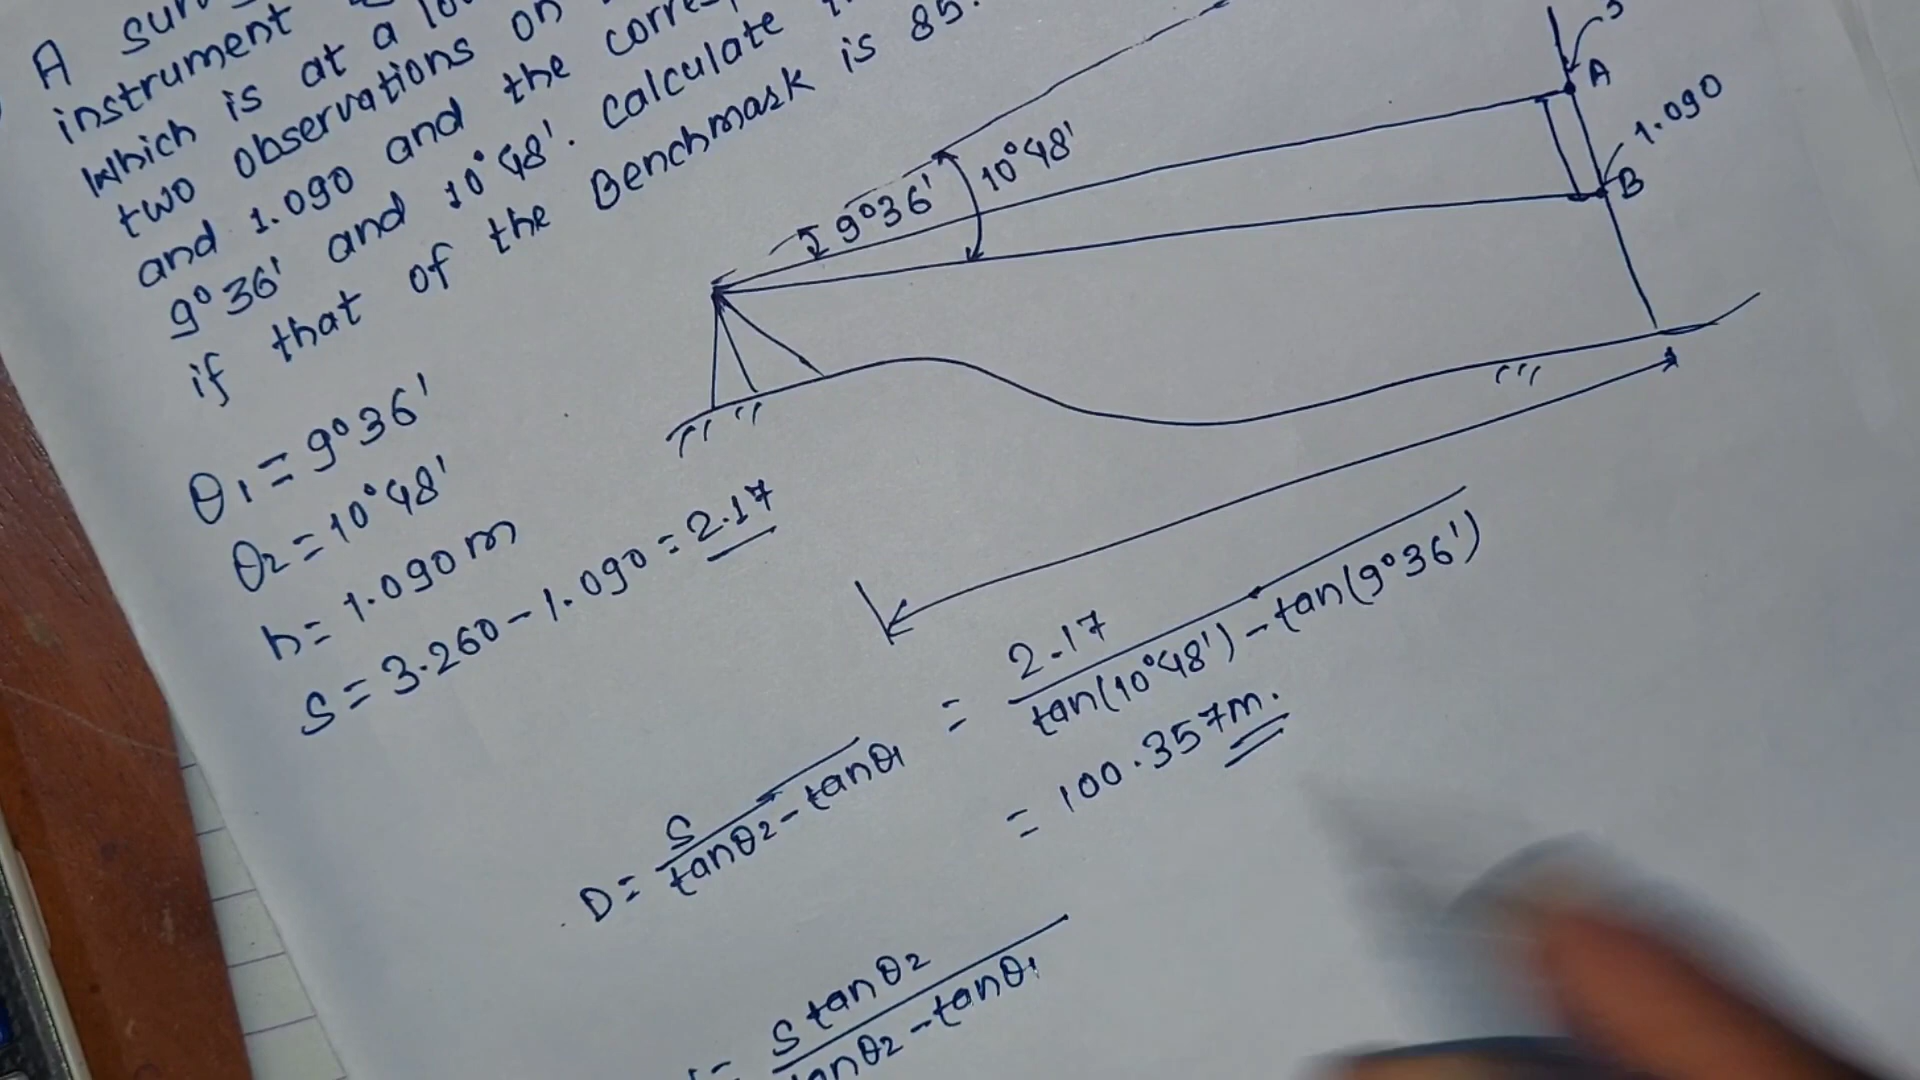 A
instrument
which is at a
two observations on
and 1.090 and the
9°36' and 10°48'. calculate
if that of the Benchmark is 85.
A
1.090
B
9°36'
10°48'
θ1 = 9°36'
θ2 = 10°48'
h = 1.090 m
S = 3.260 - 1.090 = 2.17
D = S / tanθ2 - tanθ1 = 2.17 / tan(10°48') - tan(9°36')
= 100.357m.
= S tanθ2 / tanθ2 - tanθ1